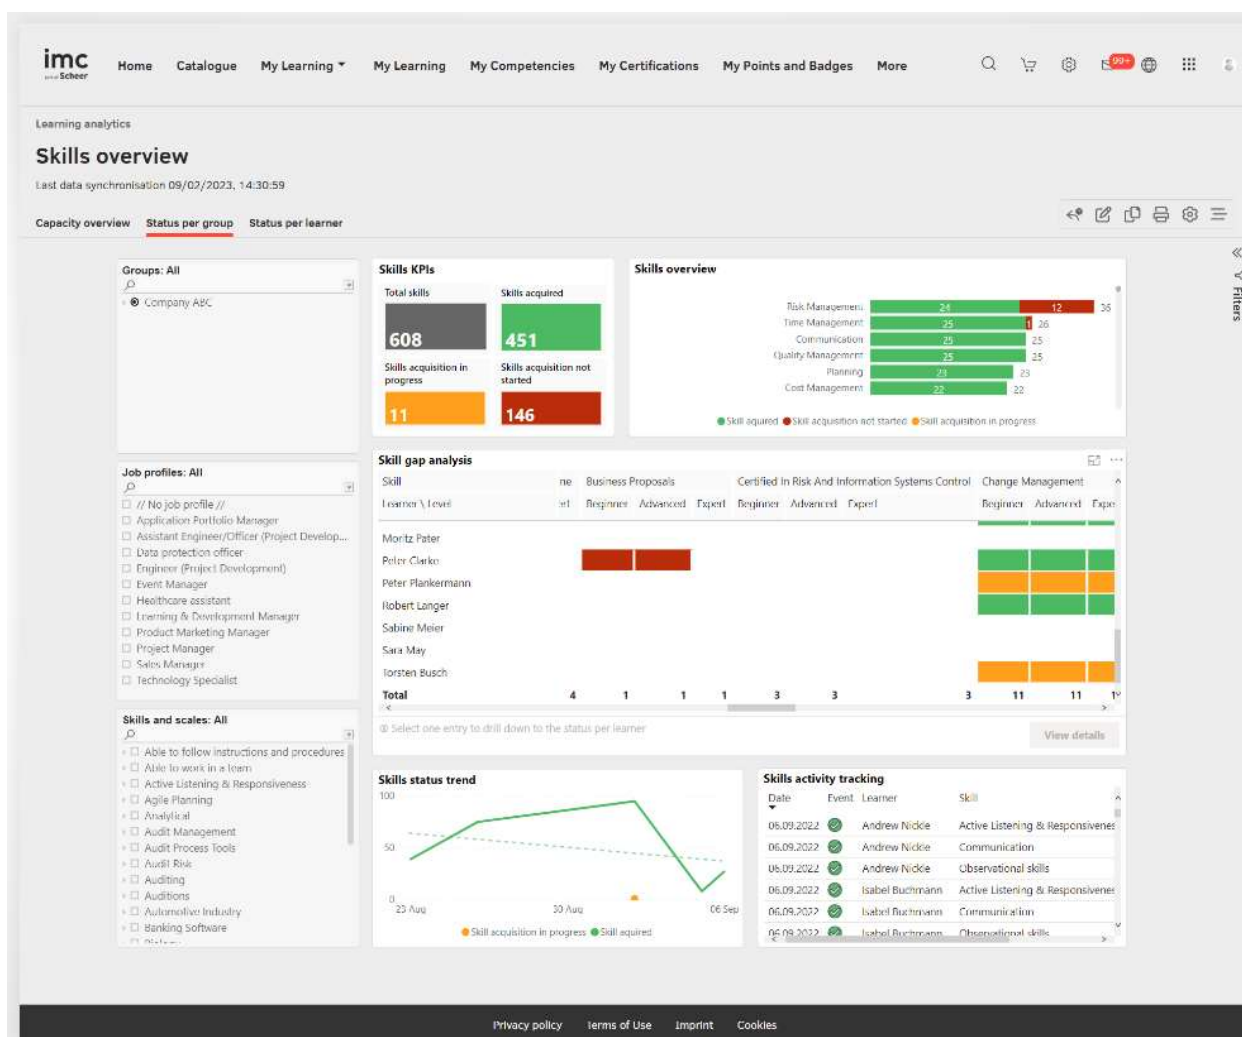 imc
Scheer
Home Catalogue My Learning My Learning My Competencies My Certifications My Points and Badges More
99+
Learning analytics
Skills overview
Last data synchronisation 09/02/2023, 14:30:59
Capacity overview Status per group Status per learner
Filters
Groups: All
Company ABC
Job profiles: All
// No job profile //
Application Portfolio Manager
Assistant Engineer/Officer (Project Develop...
Data protection officer
Engineer (Project Development)
Event Manager
Healthcare assistant
Learning & Development Manager
Product Marketing Manager
Project Manager
Sales Manager
Technology Specialist
Skills and scales: All
Able to follow instructions and procedures
Able to work in a team
Active Listening & Responsiveness
Agile Planning
Analytical
Audit Management
Audit Process Tools
Audit Risk
Auditing
Auditions
Automotive Industry
Banking Software
Skills KPIs
Total skills Skills acquired
608 451
Skills acquisition in progress
Skills acquisition not started
11 146
Skills overview
Risk Management 24 12 36
Time Management 25 1 26
Communication 25 25
Quality Management 25 25
Planning 23 23
Cost Management 22 22
Skill aquired Skill acquisition not started Skill acquisition in progress
Skill gap analysis
Skill ne Business Proposals Certified In Risk And Information Systems Control Change Management
Learner \ Level ert Beginner Advanced Expert Beginner Advanced Expert Beginner Advanced Expe
Moritz Pater
Peter Clarke
Peter Plankermann
Robert Langer
Sabine Meier
Sara May
Torsten Busch
Total 4 1 1 1 3 3 3 11 11 1
Select one entry to drill down to the status per learner
View details
Skills status trend
100
50
0
23 Aug 30 Aug 06 Sep
Skill acquisition in progress Skill aquired
Skills activity tracking
Date Event Learner Skill
06.09.2022 Andrew Nickle Active Listening & Responsivenes
06.09.2022 Andrew Nickle Communication
06.09.2022 Andrew Nickle Observational skills
06.09.2022 Isabel Buchmann Active Listening & Responsivenes
06.09.2022 Isabel Buchmann Communication
06.09.2022 Isabel Buchmann Observational skills
Privacy policy Terms of Use Imprint Cookies